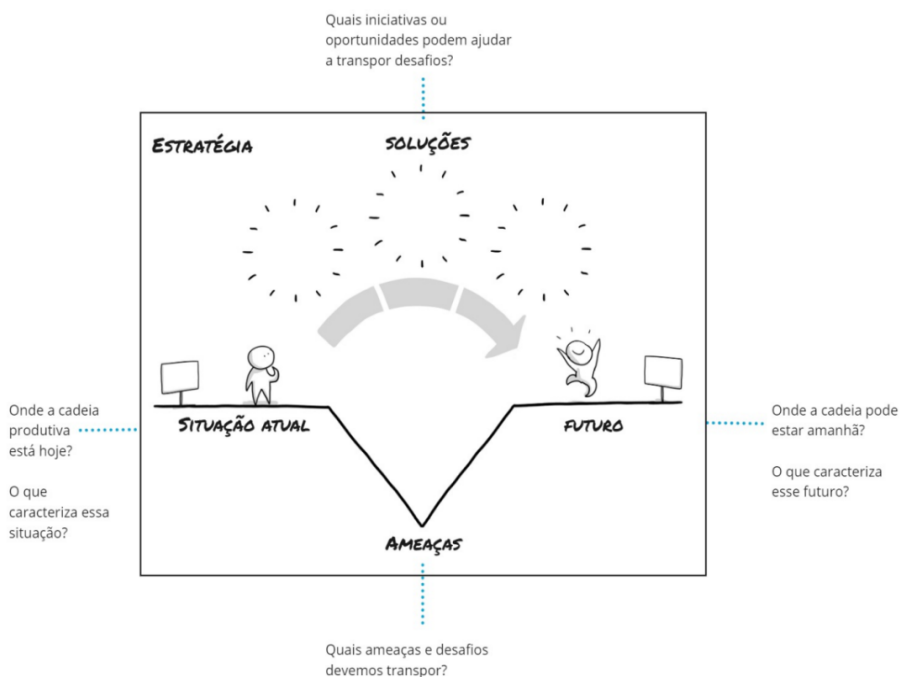 Quais iniciativas ou
oportunidades podem ajudar
a transpor desafios?
ESTRATÉGIA
SOLUÇÕES
Onde a cadeia
produtiva
está hoje?
O que
caracteriza essa
situação?
SITUAÇÃO ATUAL
FUTURO
Onde a cadeia pode
estar amanhã?
O que caracteriza
esse futuro?
AMEAÇAS
Quais ameaças e desafios
devemos transpor?